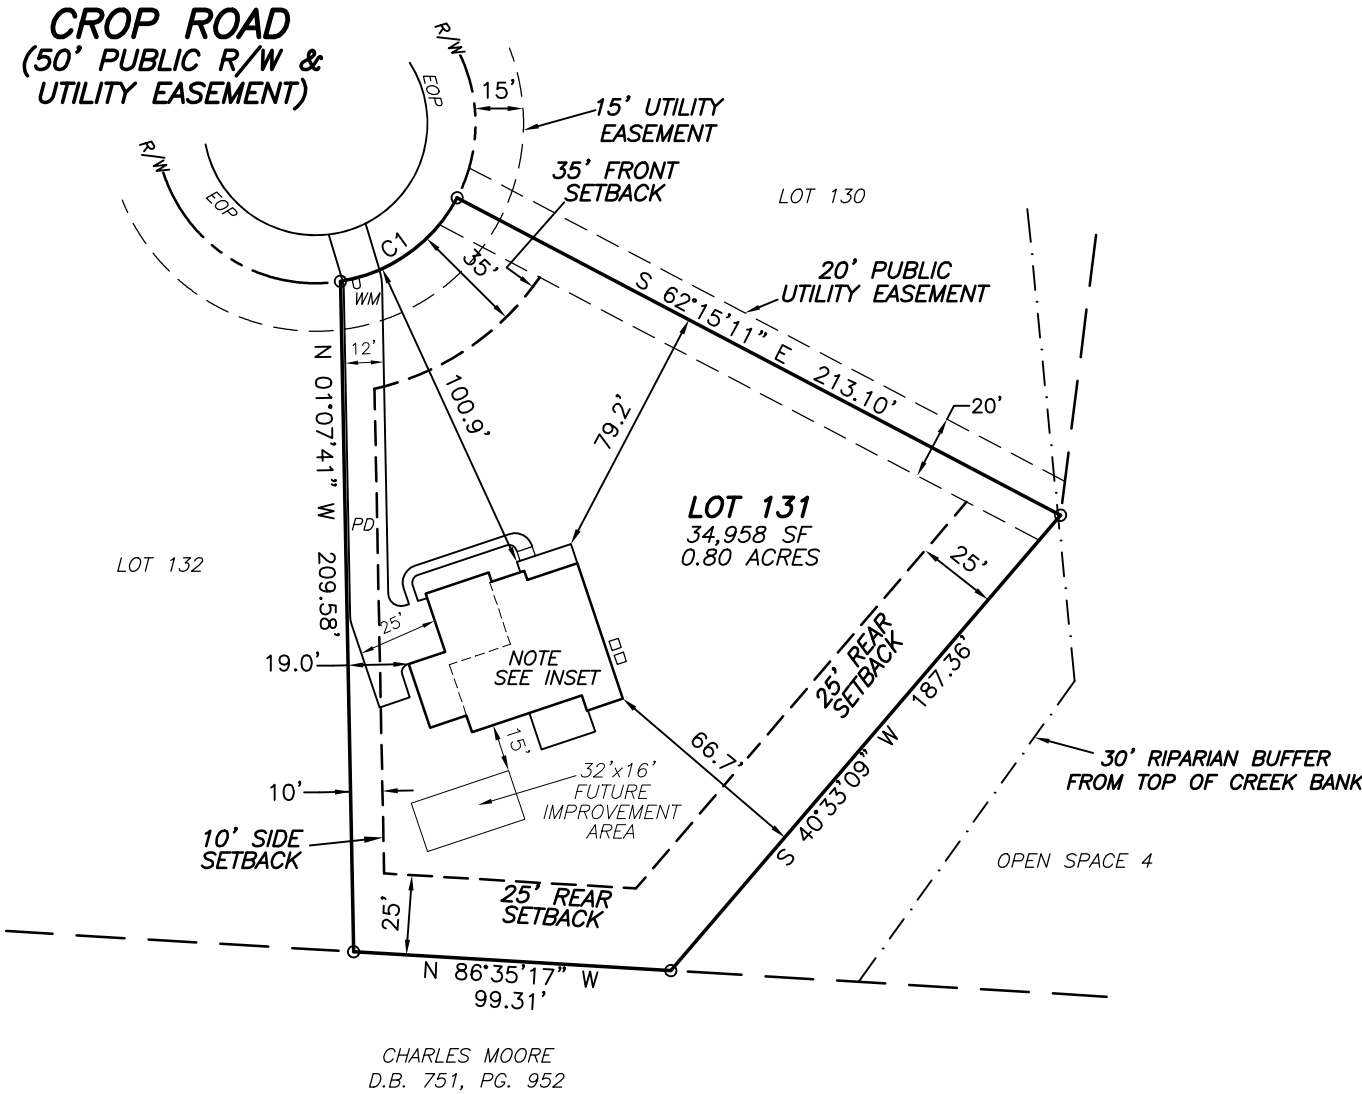 CROP ROAD
(50' PUBLIC R/W &
UTILITY EASEMENT)
R/W
EOP
15'
15' UTILITY
EASEMENT
R/W
EOP
35' FRONT
SETBACK
LOT 130
C1
35'
20' PUBLIC
UTILITY EASEMENT
S 62°15'11" E 213.10'
WM
12'
N 01°07'41" W 209.58'
100.9'
79.2'
20'
LOT 131
34,958 SF
0.80 ACRES
PD
LOT 132
25'
25'
19.0'
NOTE
SEE INSET
25' REAR
SETBACK
S 40°33'09" W 187.36'
66.7'
15'
32'x16'
FUTURE
IMPROVEMENT
AREA
30' RIPARIAN BUFFER
FROM TOP OF CREEK BANK
10'
10' SIDE
SETBACK
OPEN SPACE 4
25'
25' REAR
SETBACK
N 86°35'17" W
99.31'
CHARLES MOORE
D.B. 751, PG. 952